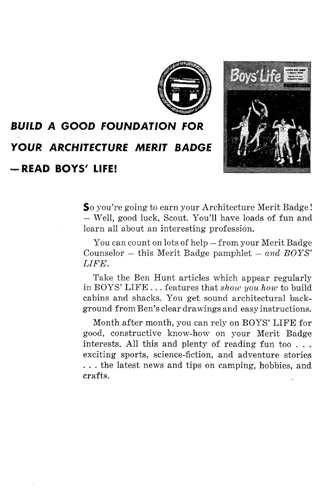 Boys' Life
BUILD A GOOD FOUNDATION FOR
YOUR ARCHITECTURE MERIT BADGE
— READ BOYS' LIFE!
So you're going to earn your Architecture Merit Badge!
— Well, good luck, Scout. You'll have loads of fun and
learn all about an interesting profession.
You can count on lots of help — from your Merit Badge
Counselor — this Merit Badge pamphlet — and BOYS'
LIFE.
Take the Ben Hunt articles which appear regularly
in BOYS' LIFE . . . features that show you how to build
cabins and shacks. You get sound architectural back-
ground from Ben's clear drawings and easy instructions.
Month after month, you can rely on BOYS' LIFE for
good, constructive know-how on your Merit Badge
interests. All this and plenty of reading fun too . . .
exciting sports, science-fiction, and adventure stories
. . . the latest news and tips on camping, hobbies, and
crafts.